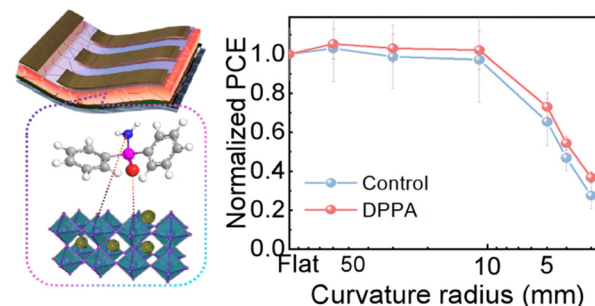 Normalized PCE
1.0
0.8
0.6
0.4
0.2
0.0
Control
DPPA
Flat 50 10 5
Curvature radius (mm)